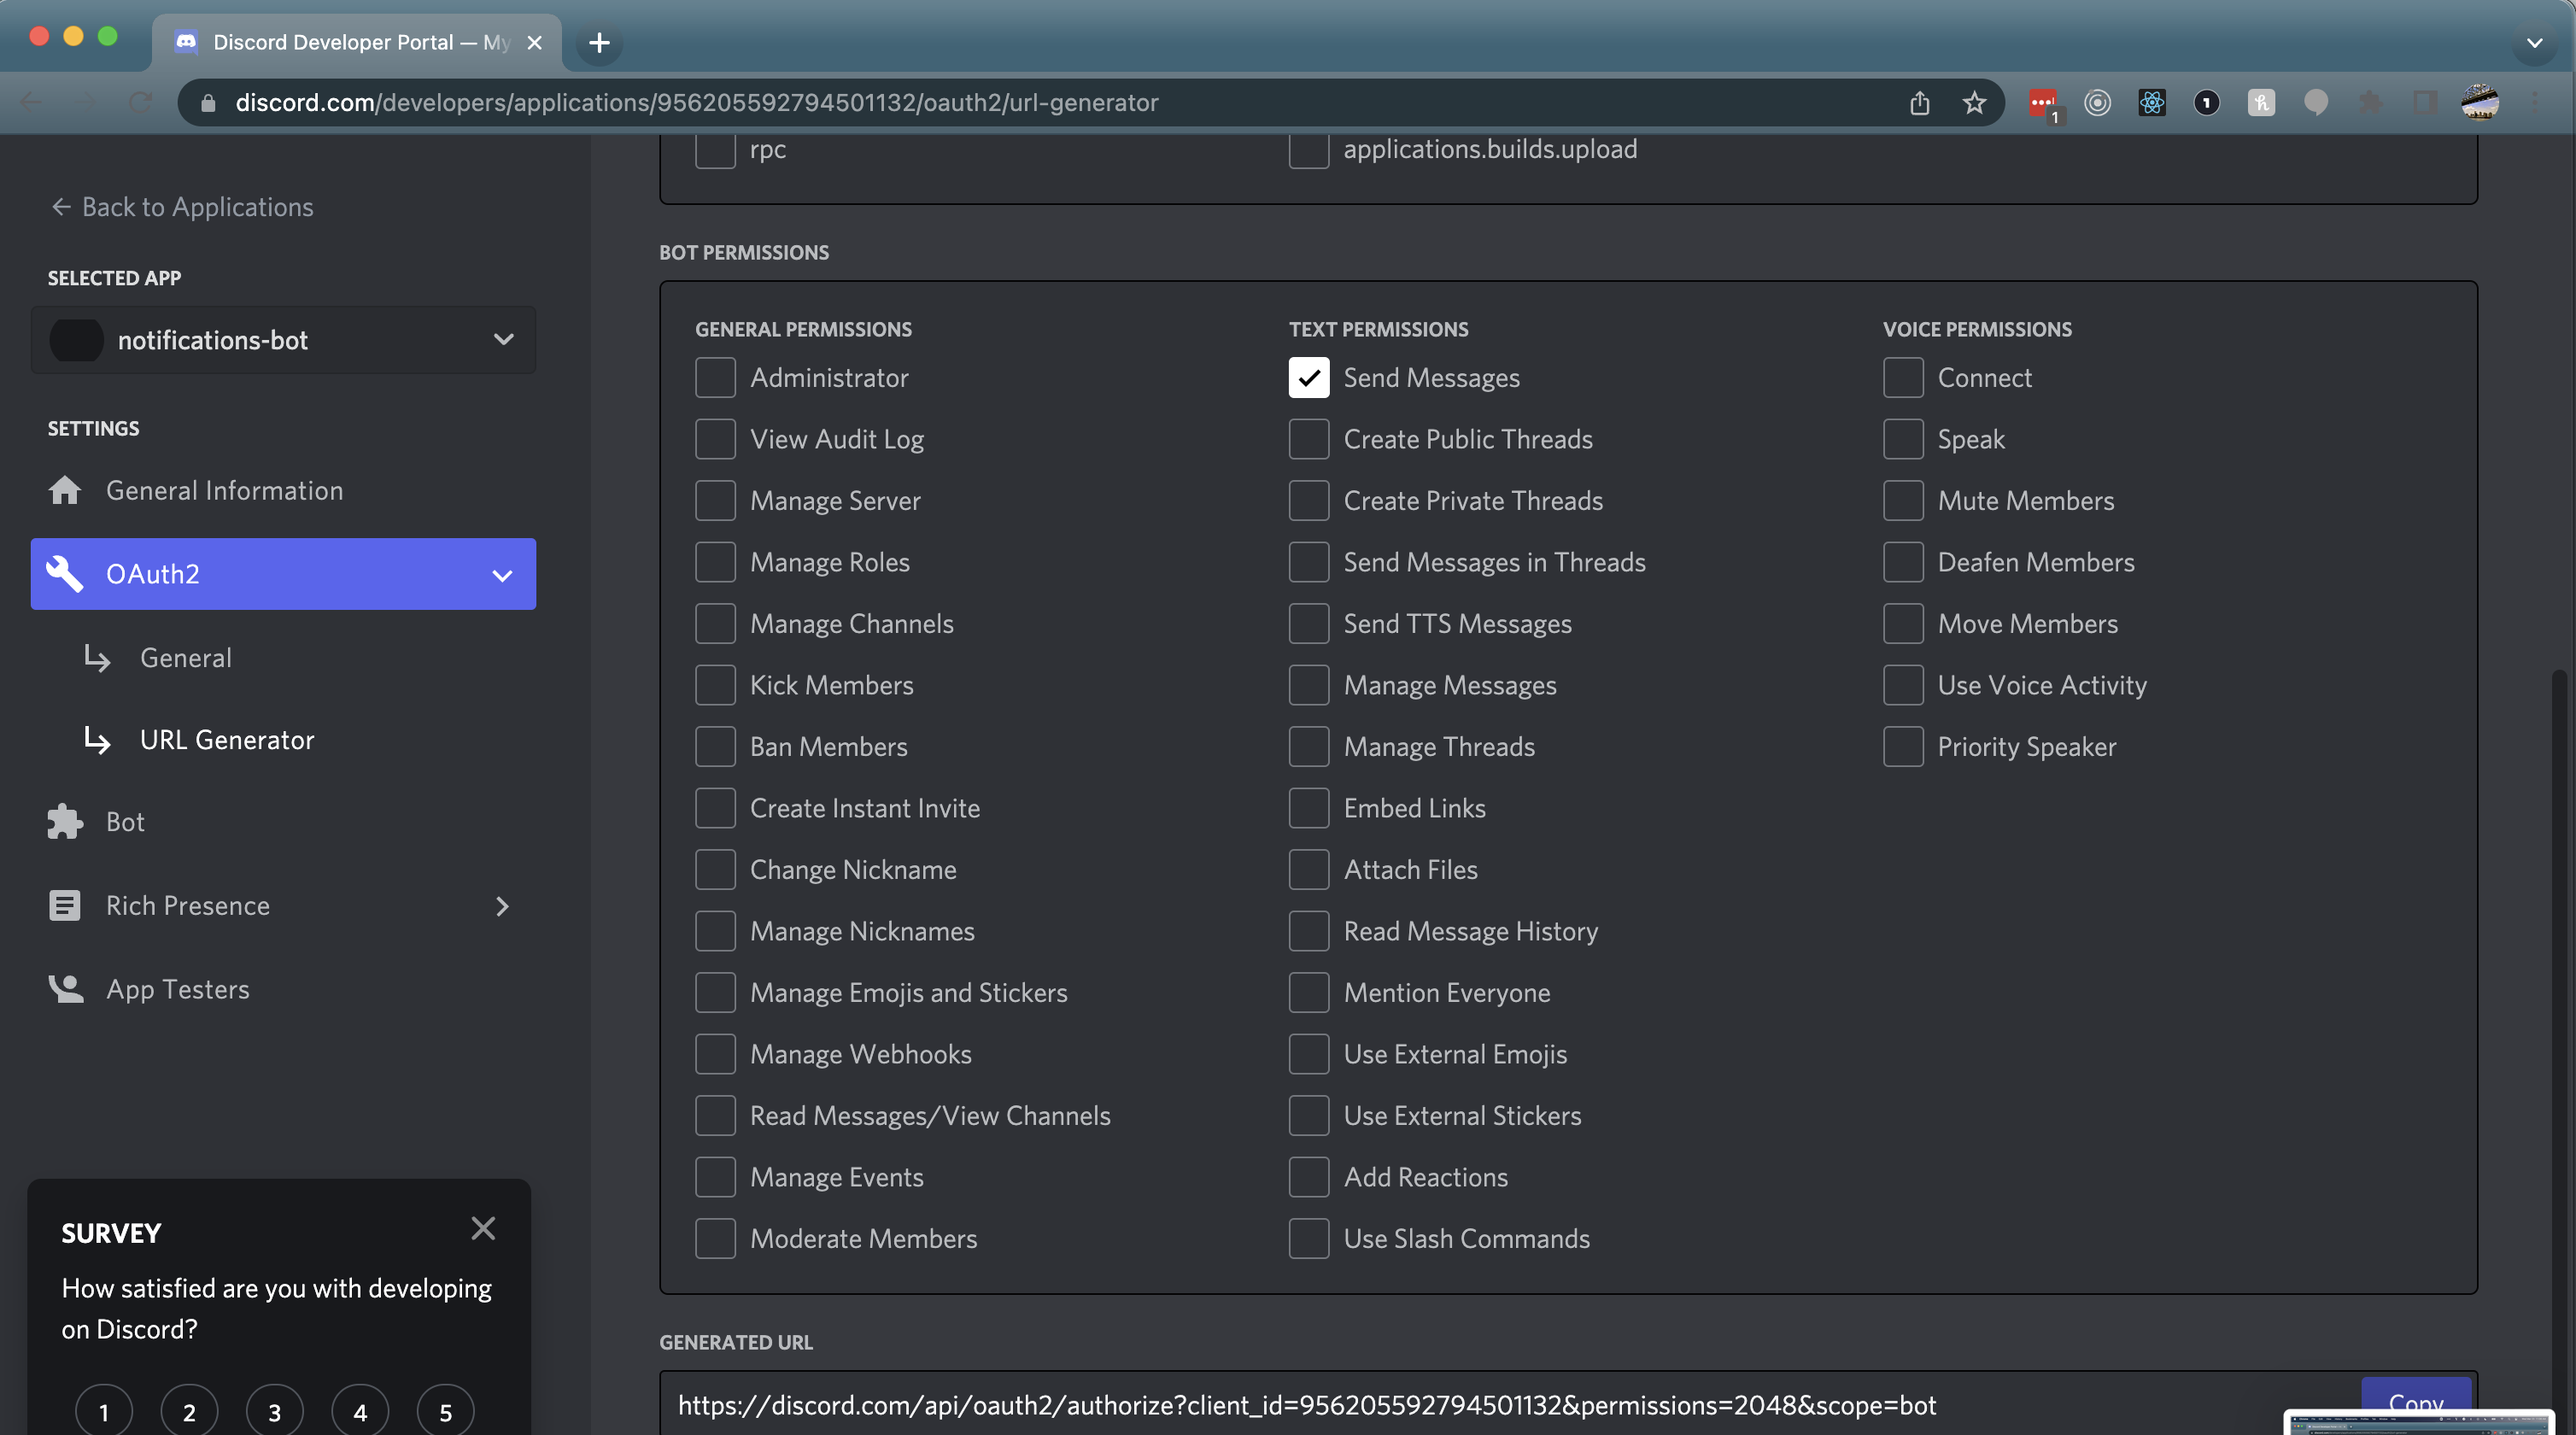 Discord Developer Portal — My
discord.com/developers/applications/956205592794501132/oauth2/url-generator
1
1
rpc
applications.builds.upload
← Back to Applications
SELECTED APP
notifications-bot
SETTINGS
General Information
OAuth2
General
URL Generator
Bot
Rich Presence
App Testers
SURVEY
How satisfied are you with developing
on Discord?
1 2 3 4 5
BOT PERMISSIONS
GENERAL PERMISSIONS
Administrator
View Audit Log
Manage Server
Manage Roles
Manage Channels
Kick Members
Ban Members
Create Instant Invite
Change Nickname
Manage Nicknames
Manage Emojis and Stickers
Manage Webhooks
Read Messages/View Channels
Manage Events
Moderate Members
TEXT PERMISSIONS
Send Messages
Create Public Threads
Create Private Threads
Send Messages in Threads
Send TTS Messages
Manage Messages
Manage Threads
Embed Links
Attach Files
Read Message History
Mention Everyone
Use External Emojis
Use External Stickers
Add Reactions
Use Slash Commands
VOICE PERMISSIONS
Connect
Speak
Mute Members
Deafen Members
Move Members
Use Voice Activity
Priority Speaker
GENERATED URL
https://discord.com/api/oauth2/authorize?client_id=956205592794501132&permissions=2048&scope=bot
Copy